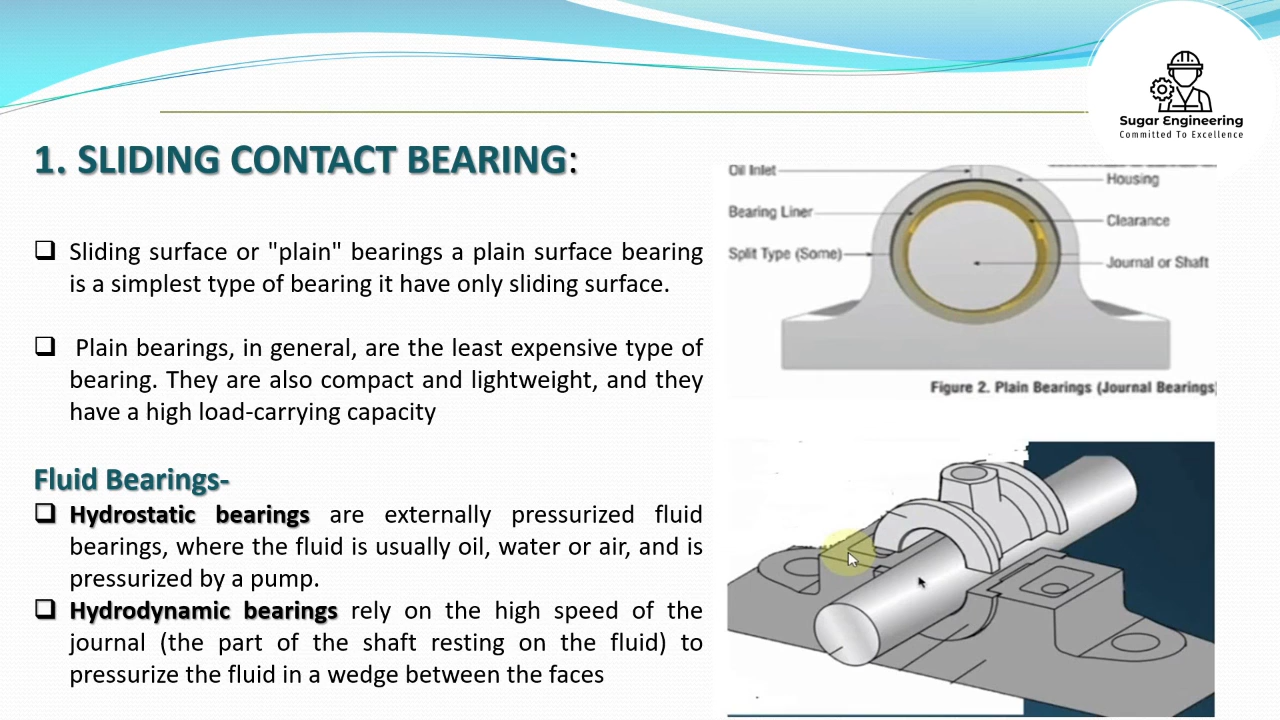 Sugar Engineering
Committed To Excellence
1. SLIDING CONTACT BEARING:
Sliding surface or "plain" bearings a plain surface bearing
is a simplest type of bearing it have only sliding surface.
Plain bearings, in general, are the least expensive type of
bearing. They are also compact and lightweight, and they
have a high load-carrying capacity
Fluid Bearings-
Hydrostatic bearings are externally pressurized fluid
bearings, where the fluid is usually oil, water or air, and is
pressurized by a pump.
Hydrodynamic bearings rely on the high speed of the
journal (the part of the shaft resting on the fluid) to
pressurize the fluid in a wedge between the faces
Oil Inlet
Housing
Bearing Liner
Clearance
Split Type (Some)
Journal or Shaft
Figure 2. Plain Bearings (Journal Bearings)